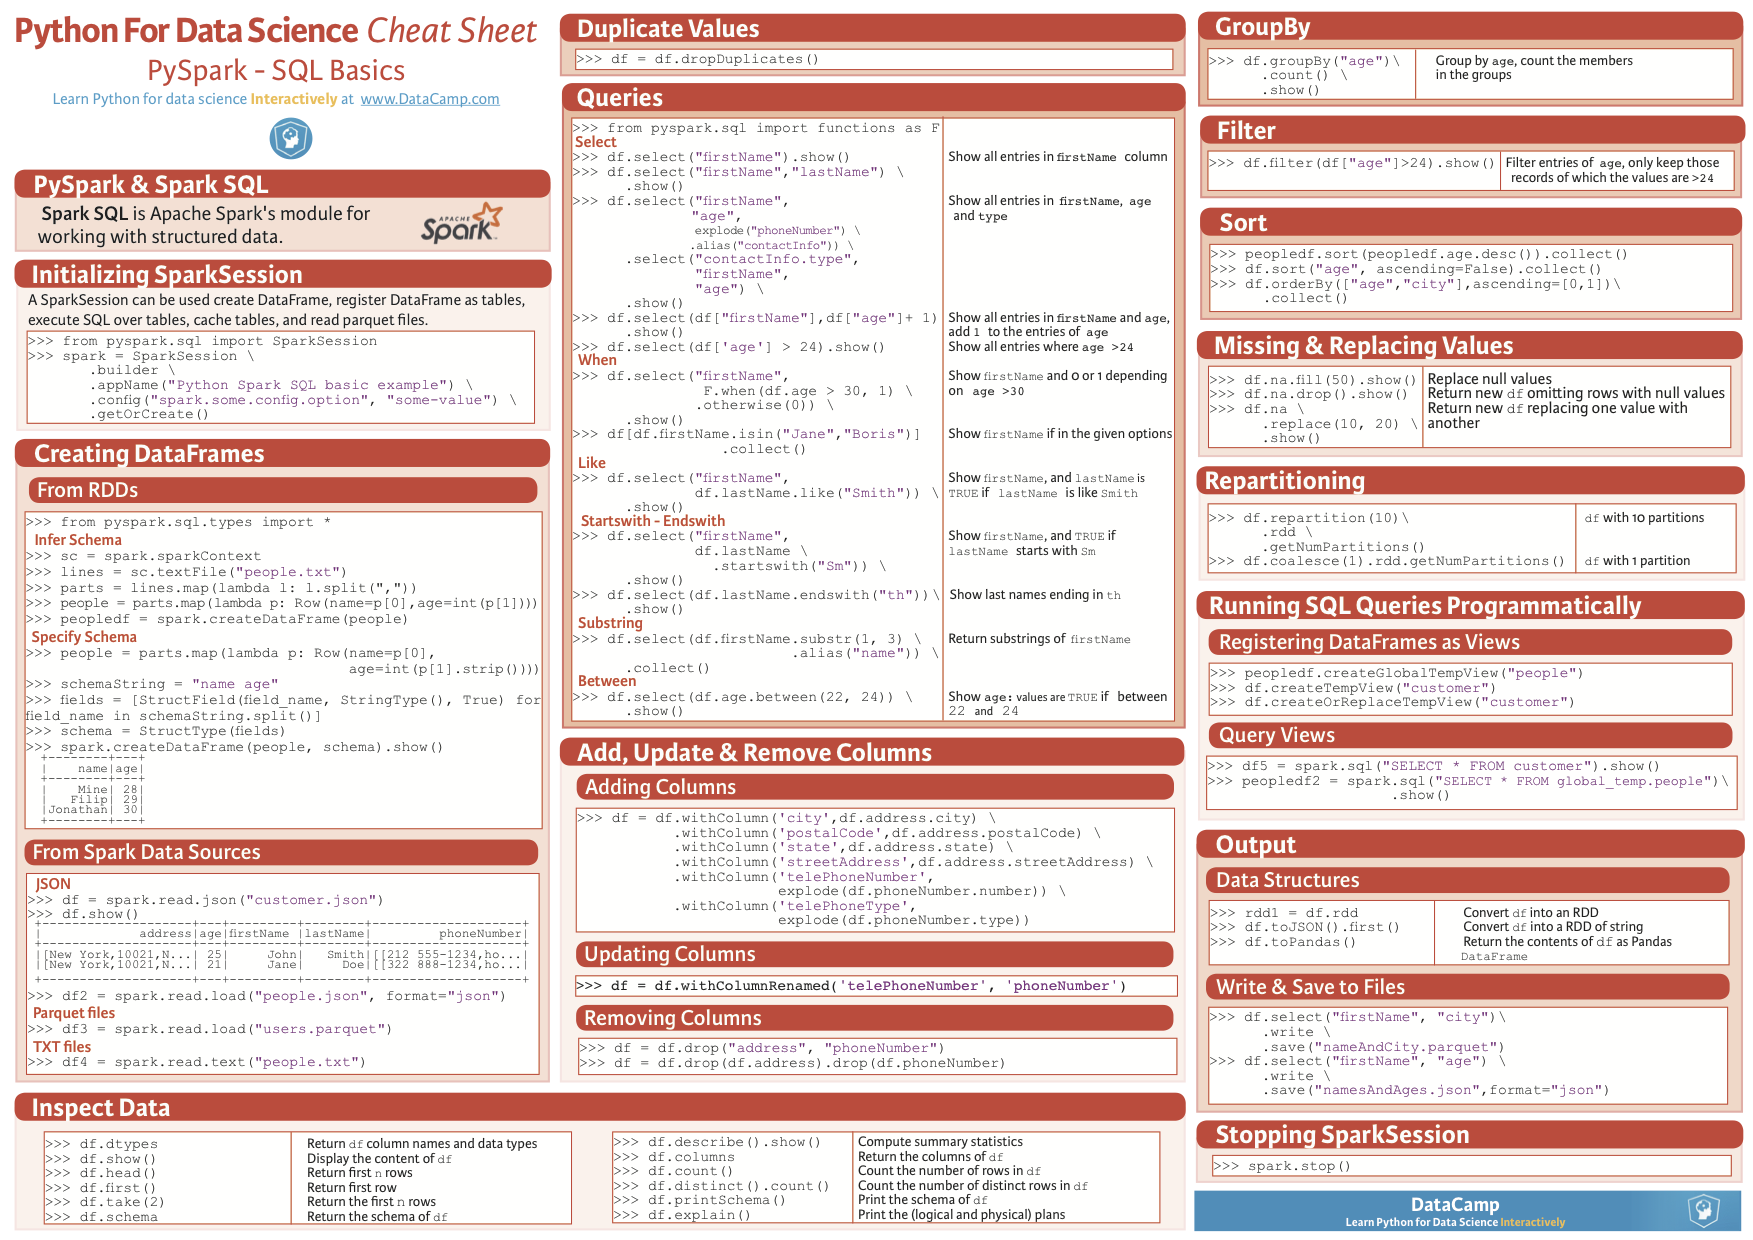 Python For Data Science Cheat Sheet
PySpark - SQL Basics
Learn Python for data science Interactively at www.DataCamp.com
PySpark & Spark SQL
Spark SQL is Apache Spark's module for
working with structured data.
APACHE
Spark
Initializing SparkSession
A SparkSession can be used create DataFrame, register DataFrame as tables,
execute SQL over tables, cache tables, and read parquet files.
>>> from pyspark.sql import SparkSession
>>> spark = SparkSession \
.builder \
.appName("Python Spark SQL basic example") \
.config("spark.some.config.option", "some-value") \
.getOrCreate()
Creating DataFrames
From RDDs
>>> from pyspark.sql.types import *
Infer Schema
>>> sc = spark.sparkContext
>>> lines = sc.textFile("people.txt")
>>> parts = lines.map(lambda l: l.split(","))
>>> people = parts.map(lambda p: Row(name=p[0],age=int(p[1])))
>>> peopledf = spark.createDataFrame(people)
Specify Schema
>>> people = parts.map(lambda p: Row(name=p[0],
age=int(p[1].strip())))
>>> schemaString = "name age"
>>> fields = [StructField(field_name, StringType(), True) for
field_name in schemaString.split()]
>>> schema = StructType(fields)
>>> spark.createDataFrame(people, schema).show()
+--------+---+
|    name|age|
+--------+---+
|    Mine| 28|
|   Filip| 29|
|Jonathan| 30|
+--------+---+
From Spark Data Sources
JSON
>>> df = spark.read.json("customer.json")
>>> df.show()
+--------------------+---+---------+--------+--------------------+
|             address|age|firstName |lastName|         phoneNumber|
+--------------------+---+---------+--------+--------------------+
|[New York,10021,N...| 25|     John|   Smith|[[212 555-1234,ho...|
|[New York,10021,N...| 21|     Jane|     Doe|[[322 888-1234,ho...|
+--------------------+---+---------+--------+--------------------+
>>> df2 = spark.read.load("people.json", format="json")
Parquet files
>>> df3 = spark.read.load("users.parquet")
TXT files
>>> df4 = spark.read.text("people.txt")
Duplicate Values
>>> df = df.dropDuplicates()
Queries
>>> from pyspark.sql import functions as F
Select
>>> df.select("firstName").show() Show all entries in firstName column
>>> df.select("firstName","lastName") \
.show()
>>> df.select("firstName", Show all entries in firstName, age
"age", and type
explode("phoneNumber") \
.alias("contactInfo")) \
.select("contactInfo.type",
"firstName",
"age") \
.show()
>>> df.select(df["firstName"],df["age"]+ 1) Show all entries in firstName and age,
.show() add 1 to the entries of age
>>> df.select(df['age'] > 24).show() Show all entries where age >24
When
>>> df.select("firstName", Show firstName and 0 or 1 depending
F.when(df.age > 30, 1) \ on age >30
.otherwise(0)) \
.show()
>>> df[df.firstName.isin("Jane","Boris")] Show firstName if in the given options
.collect()
Like
>>> df.select("firstName", Show firstName, and lastName is
df.lastName.like("Smith")) \ TRUE if lastName is like Smith
.show()
Startswith - Endswith
>>> df.select("firstName", Show firstName, and TRUE if
df.lastName \ lastName starts with Sm
.startswith("Sm")) \
.show()
>>> df.select(df.lastName.endswith("th")) \ Show last names ending in th
.show()
Substring
>>> df.select(df.firstName.substr(1, 3) \ Return substrings of firstName
.alias("name")) \
.collect()
Between
>>> df.select(df.age.between(22, 24)) \ Show age: values are TRUE if between
.show() 22 and 24
Add, Update & Remove Columns
Adding Columns
>>> df = df.withColumn('city',df.address.city) \
.withColumn('postalCode',df.address.postalCode) \
.withColumn('state',df.address.state) \
.withColumn('streetAddress',df.address.streetAddress) \
.withColumn('telePhoneNumber',
explode(df.phoneNumber.number)) \
.withColumn('telePhoneType',
explode(df.phoneNumber.type))
Updating Columns
>>> df = df.withColumnRenamed('telePhoneNumber', 'phoneNumber')
Removing Columns
>>> df = df.drop("address", "phoneNumber")
>>> df = df.drop(df.address).drop(df.phoneNumber)
Inspect Data
>>> df.dtypes Return df column names and data types
>>> df.show() Display the content of df
>>> df.head() Return first n rows
>>> df.first() Return first row
>>> df.take(2) Return the first n rows
>>> df.schema Return the schema of df
>>> df.describe().show() Compute summary statistics
>>> df.columns Return the columns of df
>>> df.count() Count the number of rows in df
>>> df.distinct().count() Count the number of distinct rows in df
>>> df.printSchema() Print the schema of df
>>> df.explain() Print the (logical and physical) plans
GroupBy
>>> df.groupBy("age")\ Group by age, count the members
.count() \ in the groups
.show()
Filter
>>> df.filter(df["age"]>24).show() Filter entries of age, only keep those
records of which the values are >24
Sort
>>> peopledf.sort(peopledf.age.desc()).collect()
>>> df.sort("age", ascending=False).collect()
>>> df.orderBy(["age","city"],ascending=[0,1])\
.collect()
Missing & Replacing Values
>>> df.na.fill(50).show() Replace null values
>>> df.na.drop().show() Return new df omitting rows with null values
>>> df.na \ Return new df replacing one value with
.replace(10, 20) \ another
.show()
Repartitioning
>>> df.repartition(10)\ df with 10 partitions
.rdd \
.getNumPartitions()
>>> df.coalesce(1).rdd.getNumPartitions() df with 1 partition
Running SQL Queries Programmatically
Registering DataFrames as Views
>>> peopledf.createGlobalTempView("people")
>>> df.createTempView("customer")
>>> df.createOrReplaceTempView("customer")
Query Views
>>> df5 = spark.sql("SELECT * FROM customer").show()
>>> peopledf2 = spark.sql("SELECT * FROM global_temp.people")\
.show()
Output
Data Structures
>>> rdd1 = df.rdd Convert df into an RDD
>>> df.toJSON().first() Convert df into a RDD of string
>>> df.toPandas() Return the contents of df as Pandas
DataFrame
Write & Save to Files
>>> df.select("firstName", "city")\
.write \
.save("nameAndCity.parquet")
>>> df.select("firstName", "age") \
.write \
.save("namesAndAges.json",format="json")
Stopping SparkSession
>>> spark.stop()
DataCamp
Learn Python for Data Science Interactively